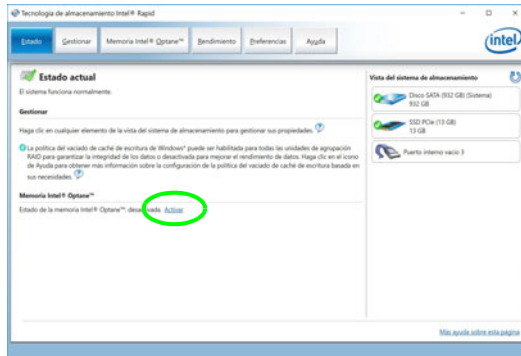 Tecnología de almacenamiento Intel® Rapid
Estado
Gestionar
Memoria Intel® Optane™
Rendimiento
Preferencias
Ayuda
intel
Estado actual
El sistema funciona normalmente.
Gestionar
Haga clic en cualquier elemento de la vista del sistema de almacenamiento para gestionar sus propiedades.
La política del vaciado de caché de escritura de Windows* puede ser habilitada para todas las unidades de agrupación
RAID para garantizar la integridad de los datos o desactivada para mejorar el rendimiento de datos. Haga clic en el icono
de Ayuda para obtener más información sobre la configuración de la política del vaciado de caché de escritura basada en
sus necesidades.
Memoria Intel® Optane™
Estado de la memoria Intel® Optane™: desactivada. Activar
Vista del sistema de almacenamiento
Disco SATA (932 GB) (Sistema)
932 GB
SSD PCIe (13 GB)
13 GB
Puerto interno vacío 3
Más ayuda sobre esta página